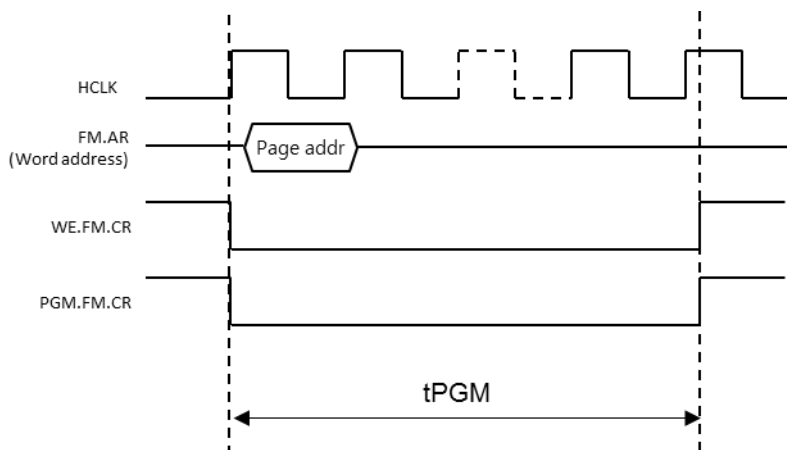 HCLK
FM.AR
(Word address)
Page addr
WE.FM.CR
PGM.FM.CR
tPGM